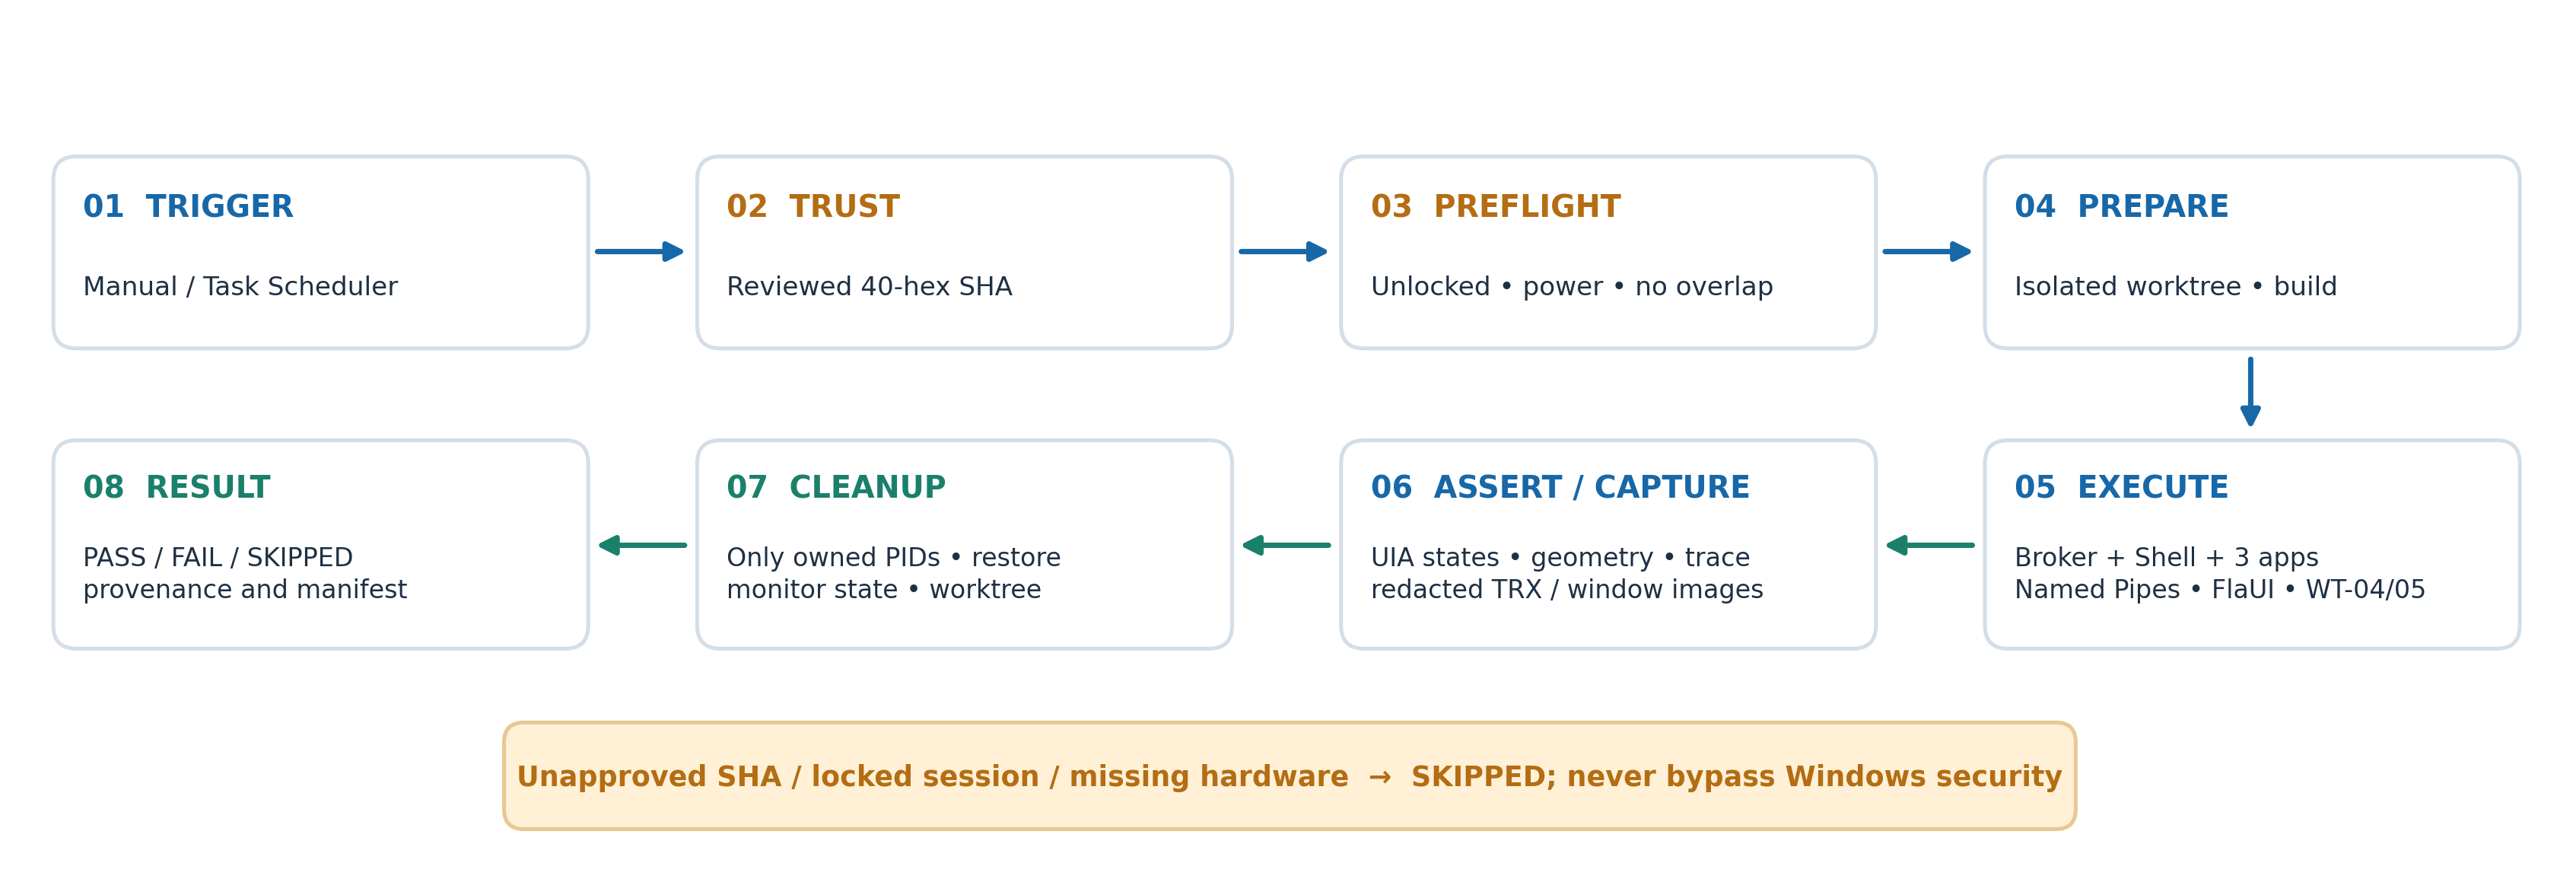 01 TRIGGER
Manual / Task Scheduler
02 TRUST
Reviewed 40-hex SHA
03 PREFLIGHT
Unlocked • power • no overlap
04 PREPARE
Isolated worktree • build
05 EXECUTE
Broker + Shell + 3 apps
Named Pipes • FlaUI • WT-04/05
06 ASSERT / CAPTURE
UIA states • geometry • trace
redacted TRX / window images
07 CLEANUP
Only owned PIDs • restore
monitor state • worktree
08 RESULT
PASS / FAIL / SKIPPED
provenance and manifest
Unapproved SHA / locked session / missing hardware → SKIPPED; never bypass Windows security